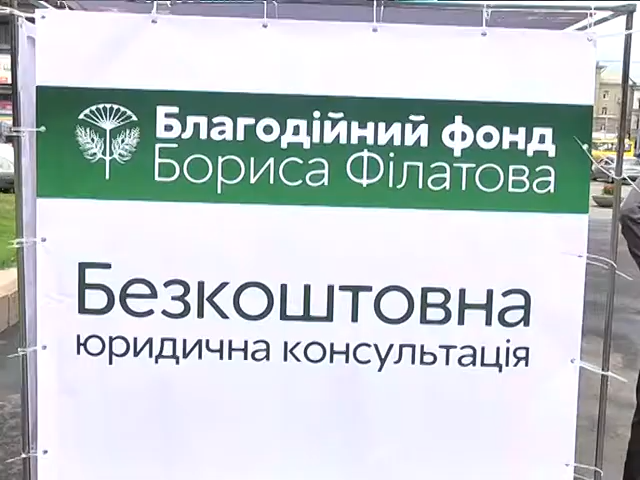 Благодійний фонд
Бориса Філатова
Безкоштовна
юридична консультація